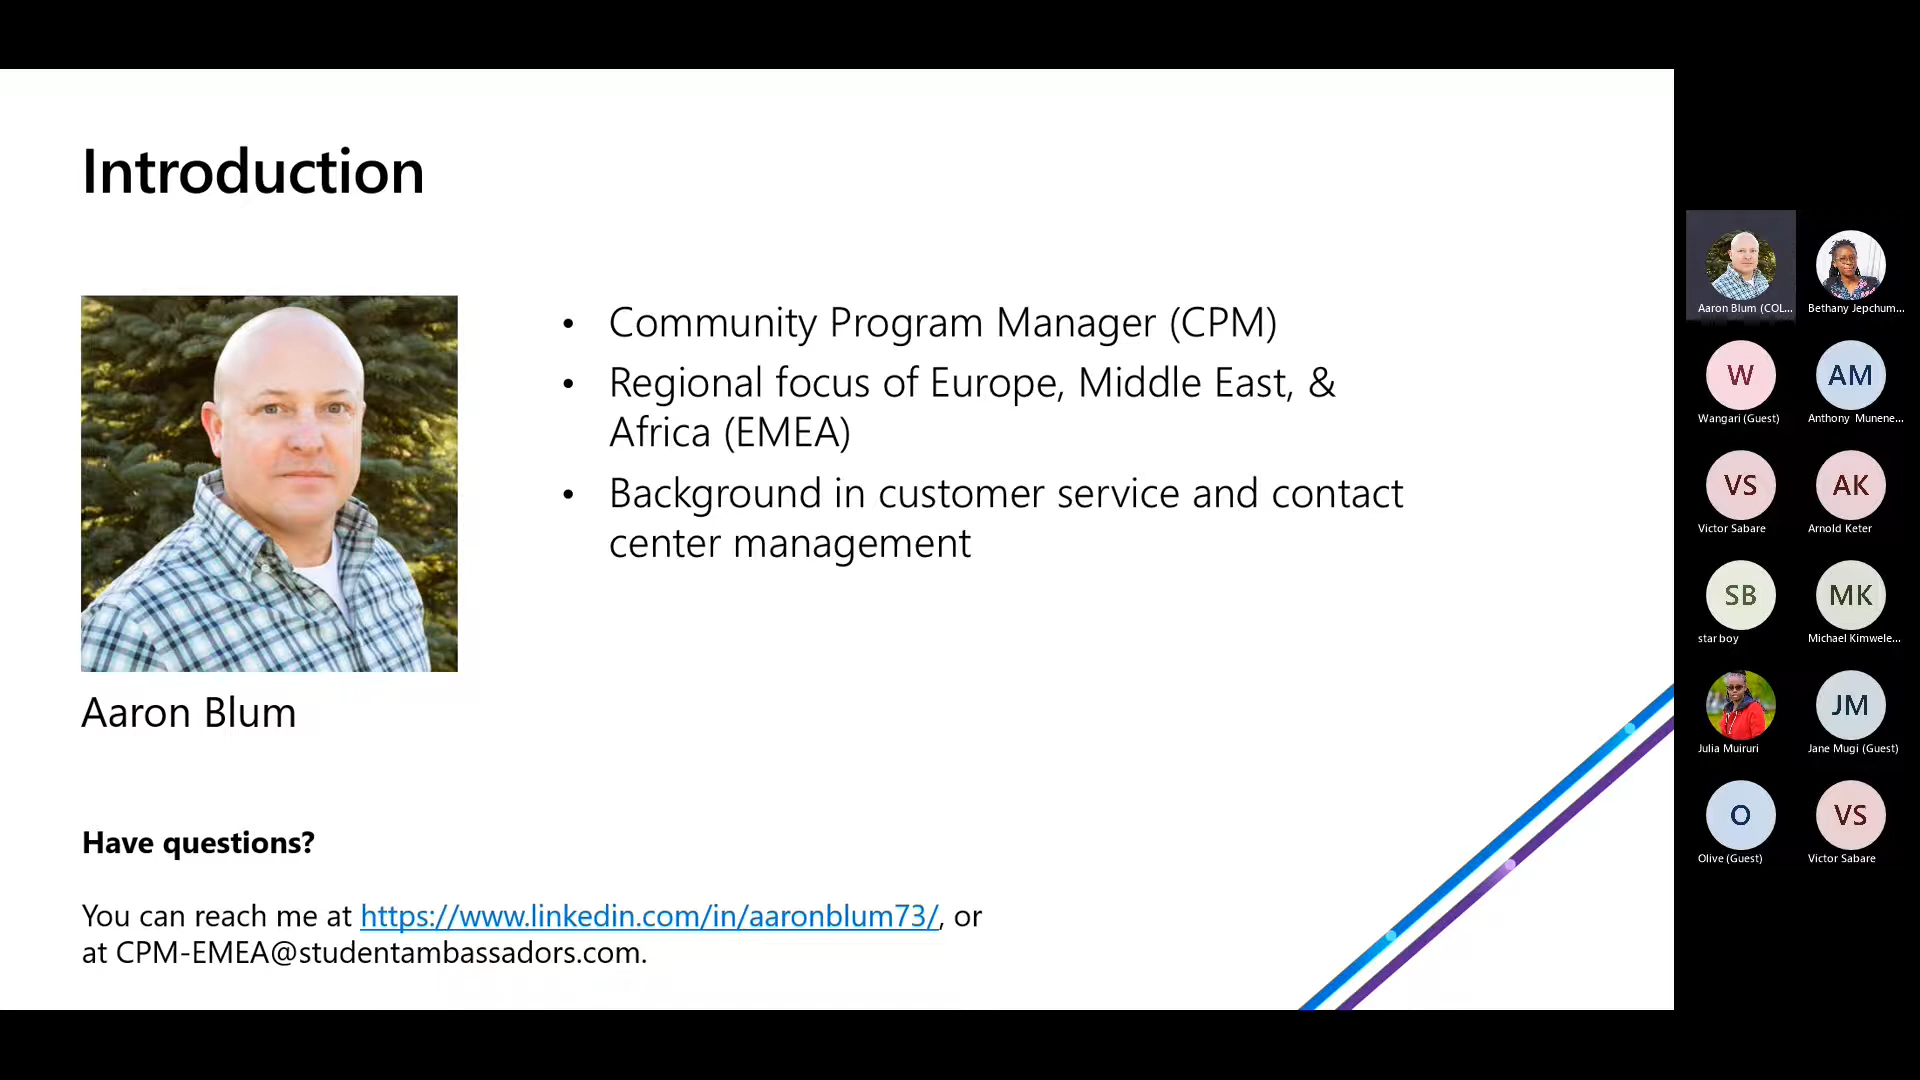 Introduction
• Community Program Manager (CPM)
• Regional focus of Europe, Middle East, &
Africa (EMEA)
• Background in customer service and contact
center management
Aaron Blum
Have questions?
You can reach me at https://www.linkedin.com/in/aaronblum73/, or
at CPM-EMEA@studentambassadors.com.
Aaron Blum (COL...
Bethany Jepchum...
W
AM
Wangari (Guest)
Anthony Munene...
VS
AK
Victor Sabare
Arnold Keter
SB
MK
star boy
Michael Kimwele...
JM
Julia Muiruri
Jane Mugi (Guest)
O
VS
Olive (Guest)
Victor Sabare